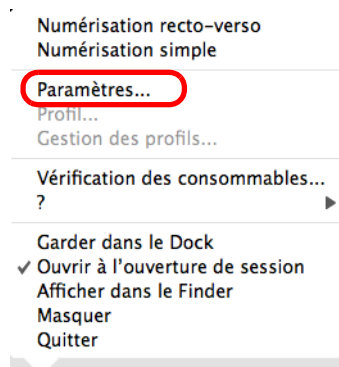 Numérisation recto-verso
Numérisation simple
Paramètres...
Profil...
Gestion des profils...
Vérification des consommables...
?
Garder dans le Dock
✓ Ouvrir à l'ouverture de session
Afficher dans le Finder
Masquer
Quitter